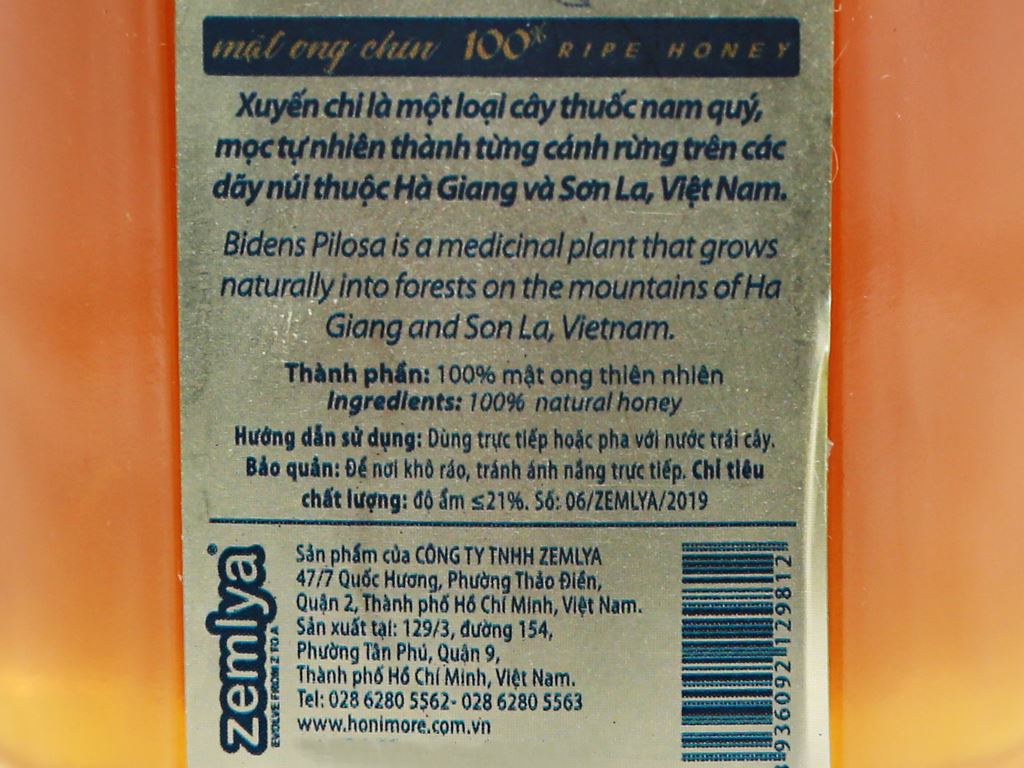 mật ong chín 100% RIPE HONEY
Xuyến chi là một loại cây thuốc nam quý,
mọc tự nhiên thành từng cánh rừng trên các
dãy núi thuộc Hà Giang và Sơn La, Việt Nam.
Bidens Pilosa is a medicinal plant that grows
naturally into forests on the mountains of Ha
Giang and Son La, Vietnam.
Thành phần: 100% mật ong thiên nhiên
Ingredients: 100% natural honey
Hướng dẫn sử dụng: Dùng trực tiếp hoặc pha với nước trái cây.
Bảo quản: Để nơi khô ráo, tránh ánh nắng trực tiếp. Chỉ tiêu
chất lượng: độ ẩm ≤21%. Số: 06/ZEMLYA/2019
zemlya®
EVOLVE FROM Z TO A
Sản phẩm của CÔNG TY TNHH ZEMLYA
47/7 Quốc Hương, Phường Thảo Điền,
Quận 2, Thành phố Hồ Chí Minh, Việt Nam.
Sản xuất tại: 129/3, đường 154,
Phường Tân Phú, Quận 9,
Thành phố Hồ Chí Minh, Việt Nam.
Tel: 028 6280 5562- 028 6280 5563
www.honimore.com.vn
8 936092 129812